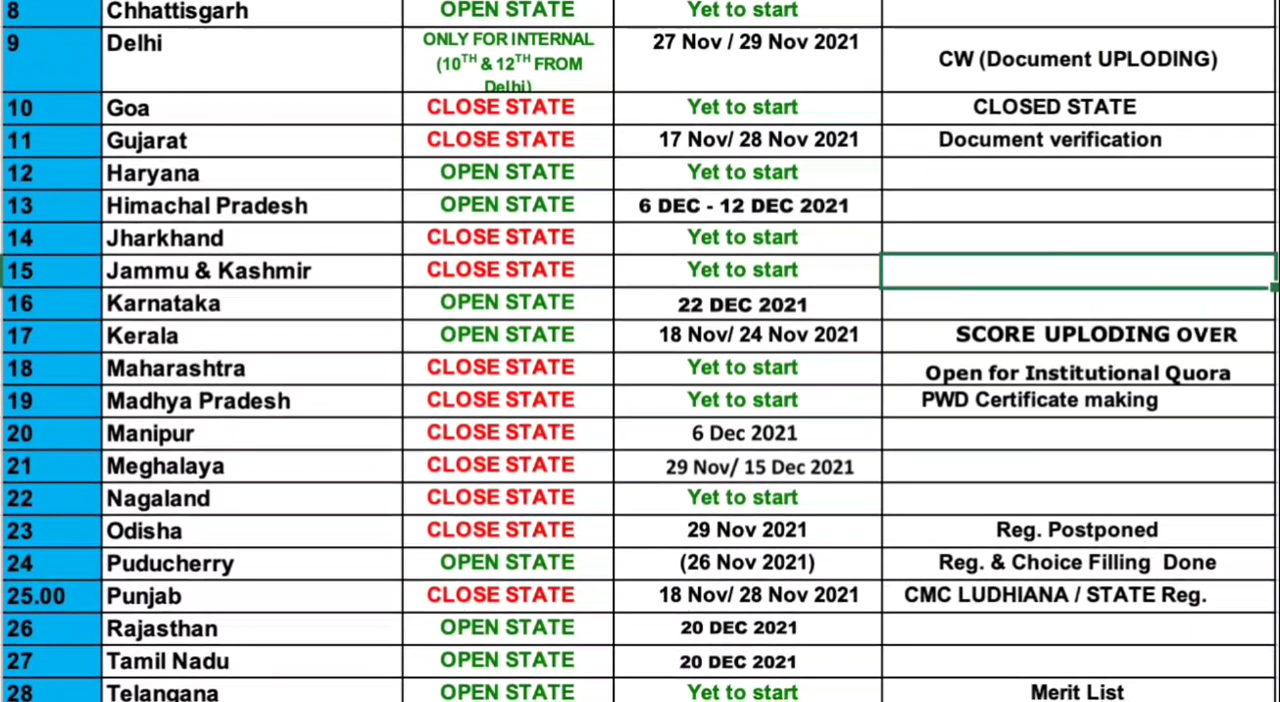 8 Chhattisgarh OPEN STATE Yet to start
9 Delhi ONLY FOR INTERNAL (10TH & 12TH FROM Delhi) 27 Nov / 29 Nov 2021 CW (Document UPLODING)
10 Goa CLOSE STATE Yet to start CLOSED STATE
11 Gujarat CLOSE STATE 17 Nov/ 28 Nov 2021 Document verification
12 Haryana OPEN STATE Yet to start
13 Himachal Pradesh OPEN STATE 6 DEC - 12 DEC 2021
14 Jharkhand CLOSE STATE Yet to start
15 Jammu & Kashmir CLOSE STATE Yet to start
16 Karnataka OPEN STATE 22 DEC 2021
17 Kerala OPEN STATE 18 Nov/ 24 Nov 2021 SCORE UPLODING OVER
18 Maharashtra CLOSE STATE Yet to start Open for Institutional Quora
19 Madhya Pradesh CLOSE STATE Yet to start PWD Certificate making
20 Manipur CLOSE STATE 6 Dec 2021
21 Meghalaya CLOSE STATE 29 Nov/ 15 Dec 2021
22 Nagaland CLOSE STATE Yet to start
23 Odisha CLOSE STATE 29 Nov 2021 Reg. Postponed
24 Puducherry OPEN STATE (26 Nov 2021) Reg. & Choice Filling Done
25.00 Punjab CLOSE STATE 18 Nov/ 28 Nov 2021 CMC LUDHIANA / STATE Reg.
26 Rajasthan OPEN STATE 20 DEC 2021
27 Tamil Nadu OPEN STATE 20 DEC 2021
28 Telangana OPEN STATE Yet to start Merit List